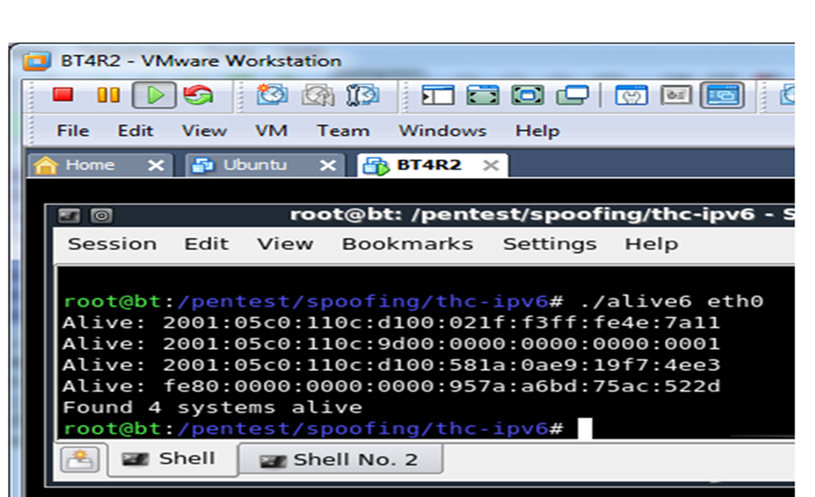 BT4R2 - VMware Workstation
File Edit View VM Team Windows Help
Home Ubuntu BT4R2
root@bt: /pentest/spoofing/thc-ipv6 - S
Session Edit View Bookmarks Settings Help
root@bt:/pentest/spoofing/thc-ipv6# ./alive6 eth0
Alive: 2001:05c0:110c:d100:021f:f3ff:fe4e:7a11
Alive: 2001:05c0:110c:9d00:0000:0000:0000:0001
Alive: 2001:05c0:110c:d100:581a:0ae9:19f7:4ee3
Alive: fe80:0000:0000:0000:957a:a6bd:75ac:522d
Found 4 systems alive
root@bt:/pentest/spoofing/thc-ipv6#
Shell Shell No. 2